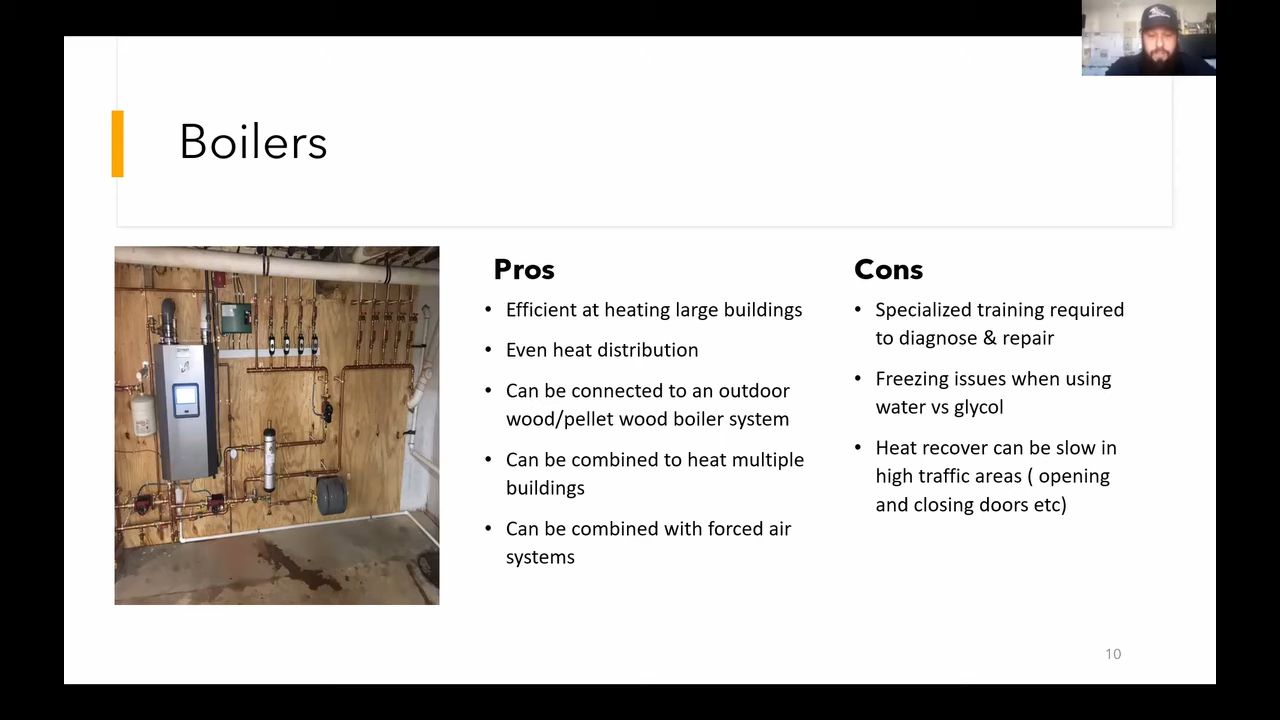 Boilers
Pros
• Efficient at heating large buildings
• Even heat distribution
• Can be connected to an outdoor
wood/pellet wood boiler system
• Can be combined to heat multiple
buildings
• Can be combined with forced air
systems
Cons
• Specialized training required
to diagnose & repair
• Freezing issues when using
water vs glycol
• Heat recover can be slow in
high traffic areas ( opening
and closing doors etc)
10